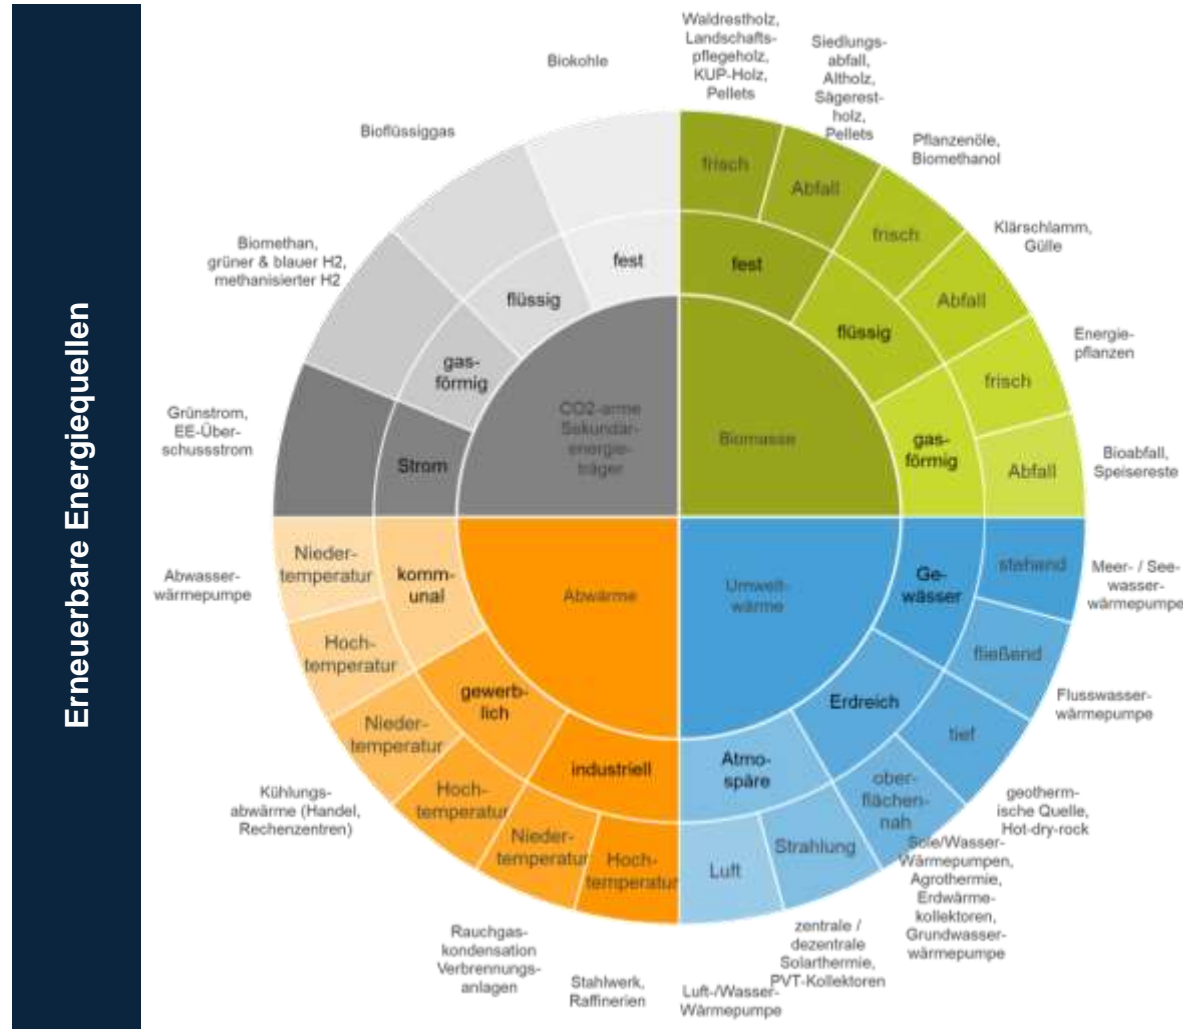 Erneuerbare Energiequellen
Biokohle
Bioflüssiggas
Biomethan,
grüner & blauer H2,
methanisierter H2
Grünstrom,
EE-Über-
schussstrom
Waldrestholz,
Landschafts-
pflegeholz,
KUP-Holz,
Pellets
Siedlungs-
abfall,
Altholz,
Sägerest-
holz,
Pellets
Pflanzenöle,
Biomethanol
Klärschlamm,
Gülle
Energie-
pflanzen
Bioabfall,
Speisereste
fest
flüssig
gas-
förmig
Strom
CO2-arme
Sekundär-
energie-
träger
frisch
Abfall
frisch
Abfall
frisch
Abfall
fest
flüssig
gas-
förmig
Biomasse
Abwasser-
wärmepumpe
Nieder-
temperatur
Hoch-
temperatur
Nieder-
temperatur
Hoch-
temperatur
Nieder-
temperatur
Hoch-
temperatur
komm-
unal
gewerb-
lich
industriell
Abwärme
Kühlungs-
abwärme (Handel,
Rechenzentren)
Rauchgas-
kondensation
Verbrennungs-
anlagen
Stahlwerk,
Raffinerien
Umwelt-
wärme
Ge-
wässer
Erdreich
Atmo-
späre
stehend
fließend
tief
ober-
flächen-
nah
Strahlung
Luft
Meer- / See-
wasser-
wärmepumpe
Flusswasser-
wärmepumpe
geotherm-
ische Quelle,
Hot-dry-rock
Sole/Wasser-
Wärmepumpen,
Agrothermie,
Erdwärme-
kollektoren,
Grundwasser-
wärmepumpe
zentrale /
dezentrale
Solarthermie,
PVT-Kollektoren
Luft-/Wasser-
Wärmepumpe